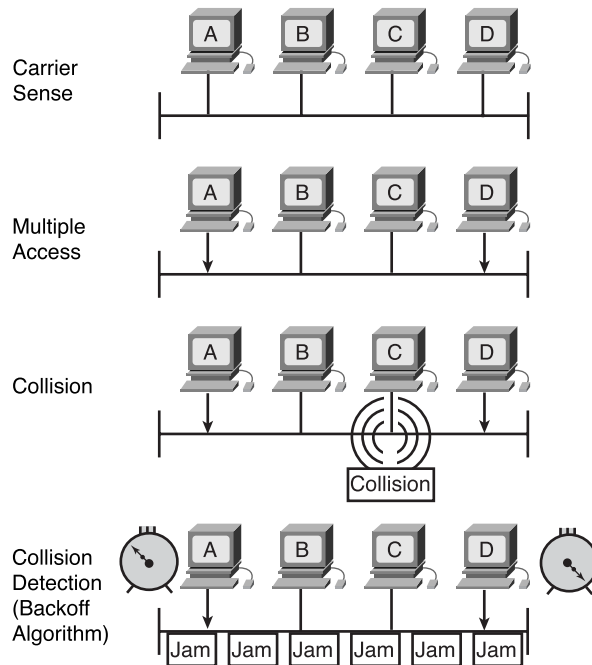 A B C D
Carrier
Sense
A B C D
Multiple
Access
A B C D
Collision
Collision
A B C D
Collision
Detection
(Backoff
Algorithm)
Jam Jam Jam Jam Jam Jam